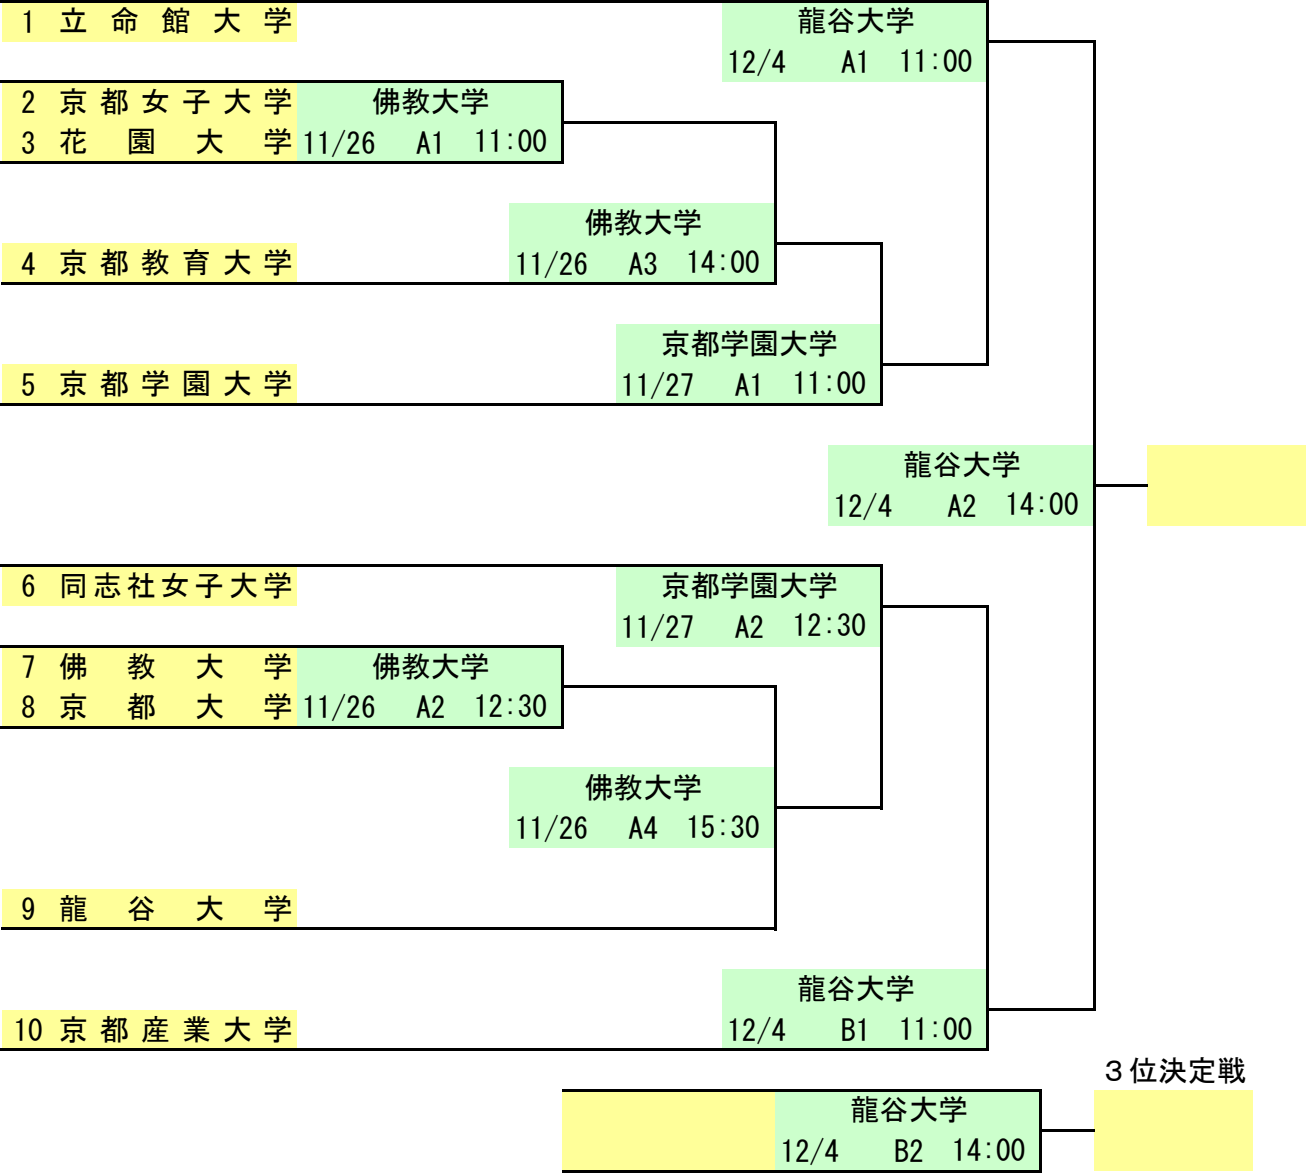 1 立命館大学
龍谷大学
12/4 A1 11:00
2 京都女子大学 佛教大学
3 花園大学 11/26 A1 11:00
佛教大学
4 京都教育大学 11/26 A3 14:00
京都学園大学
5 京都学園大学 11/27 A1 11:00
龍谷大学
12/4 A2 14:00
6 同志社女子大学 京都学園大学
11/27 A2 12:30
7 佛教大学 佛教大学
8 京都大学 11/26 A2 12:30
佛教大学
11/26 A4 15:30
9 龍谷大学
龍谷大学
10 京都産業大学 12/4 B1 11:00
３位決定戦
龍谷大学
12/4 B2 14:00